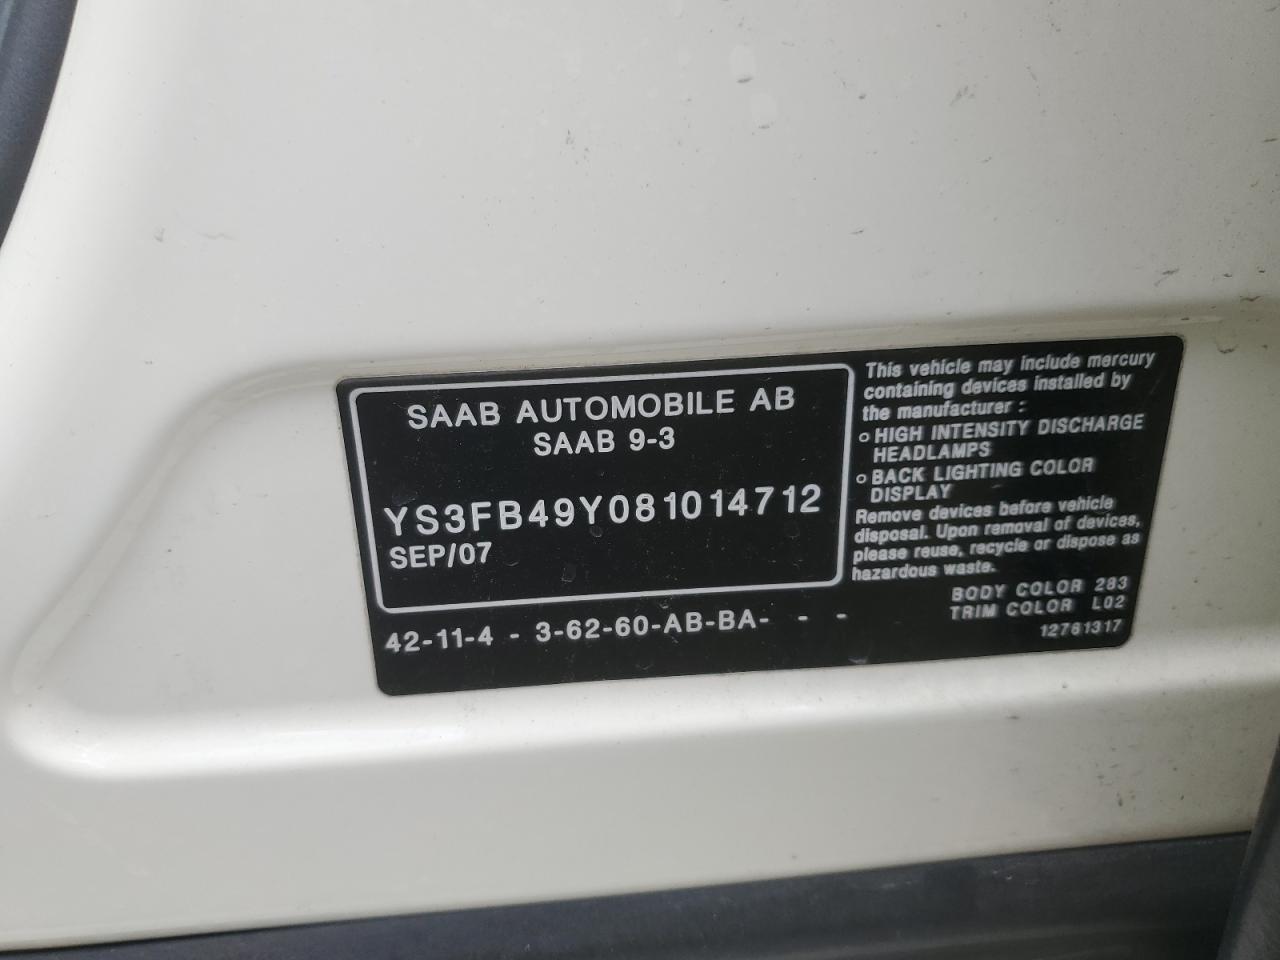 SAAB AUTOMOBILE AB
SAAB 9-3
YS3FB49Y081014712
SEP/07
42-11-4 - 3-62-60-AB-BA- - -
This vehicle may include mercury
containing devices installed by
the manufacturer :
o HIGH INTENSITY DISCHARGE
HEADLAMPS
o BACK LIGHTING COLOR
DISPLAY
Remove devices before vehicle
disposal. Upon removal of devices,
please reuse, recycle or dispose as
hazardous waste.
BODY COLOR 283
TRIM COLOR L02
12761317